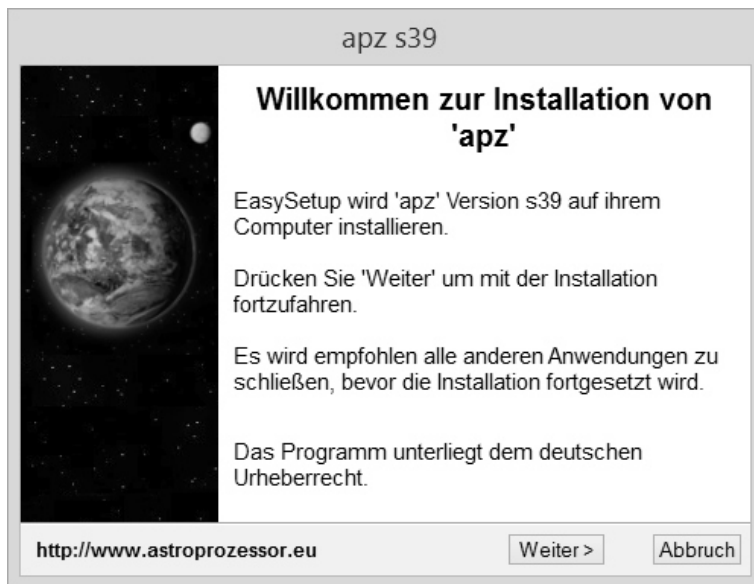 apz s39
Willkommen zur Installation von
'apz'
EasySetup wird 'apz' Version s39 auf ihrem
Computer installieren.
Drücken Sie 'Weiter' um mit der Installation
fortzufahren.
Es wird empfohlen alle anderen Anwendungen zu
schließen, bevor die Installation fortgesetzt wird.
Das Programm unterliegt dem deutschen
Urheberrecht.
http://www.astroprozessor.eu
Weiter >
Abbruch